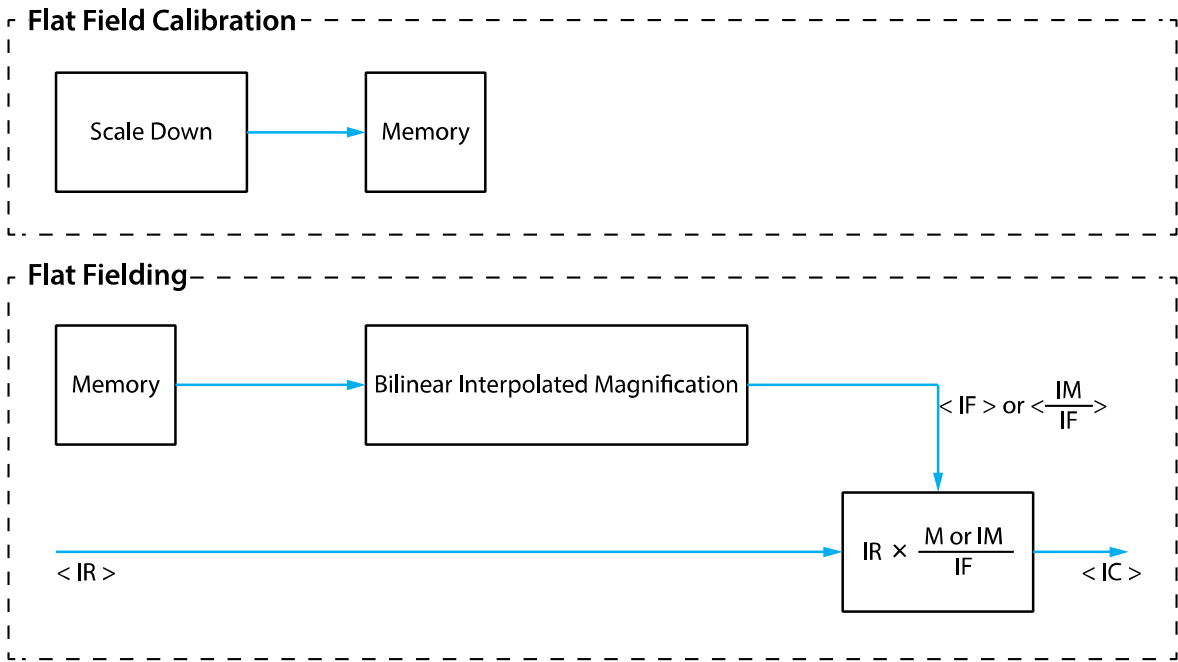 Flat Field Calibration
Scale Down
Memory
Flat Fielding
Memory
Bilinear Interpolated Magnification
< IF > or < IM / IF >
IR × M or IM / IF
< IR >
< IC >